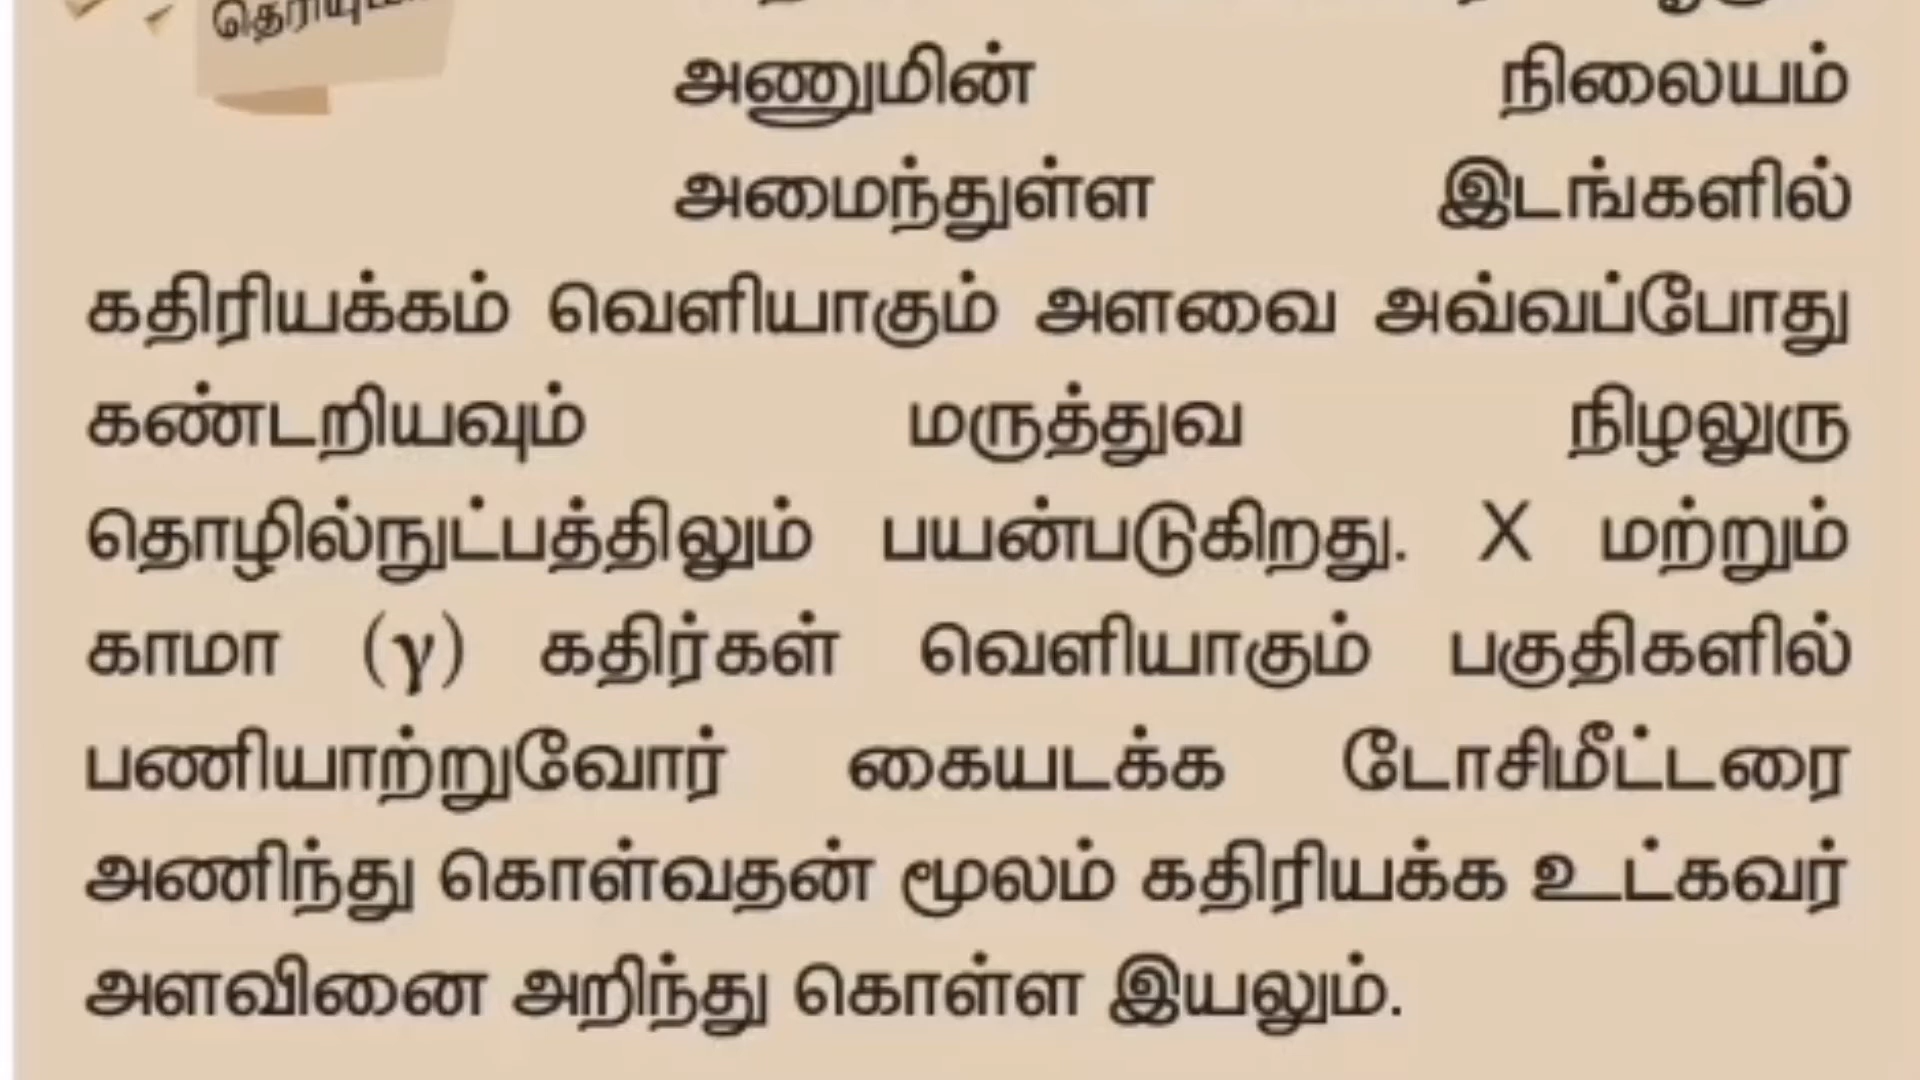 அணுமின் நிலையம்
அமைந்துள்ள இடங்களில்
கதிரியக்கம் வெளியாகும் அளவை அவ்வப்போது
கண்டறியவும் மருத்துவ நிழலுரு
தொழில்நுட்பத்திலும் பயன்படுகிறது. X மற்றும்
காமா (γ) கதிர்கள் வெளியாகும் பகுதிகளில்
பணியாற்றுவோர் கையடக்க டோசிமீட்டரை
அணிந்து கொள்வதன் மூலம் கதிரியக்க உட்கவர்
அளவினை அறிந்து கொள்ள இயலும்.